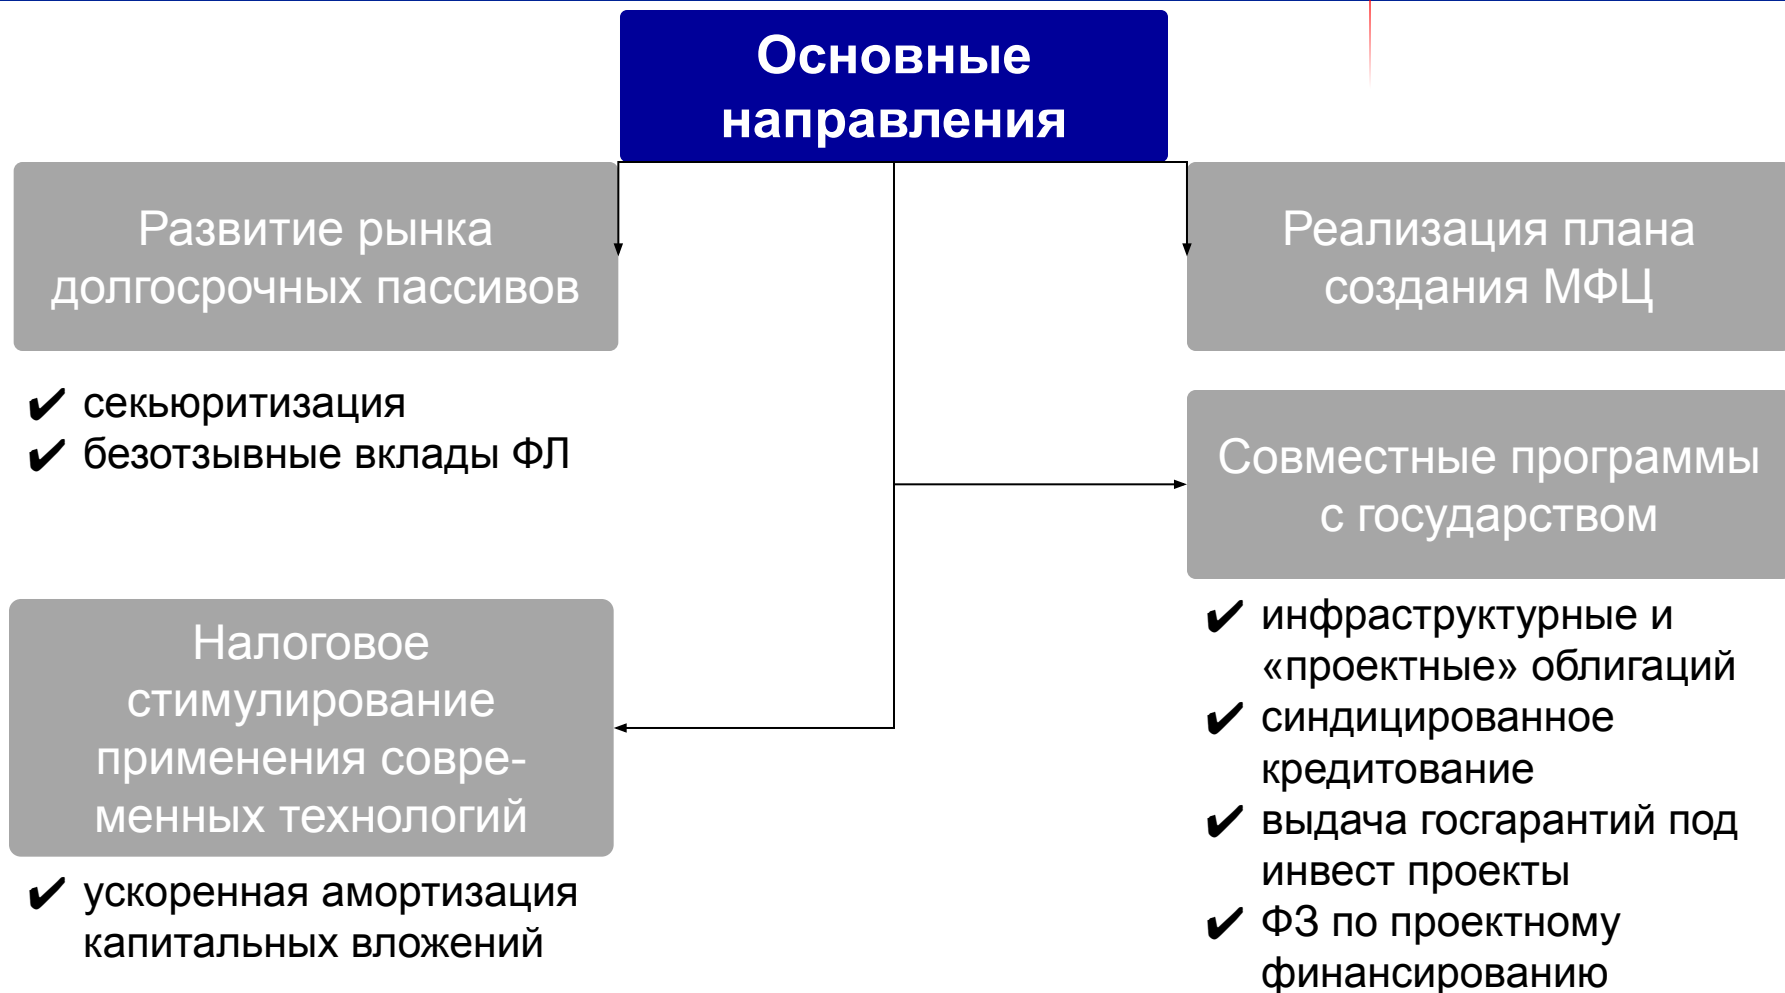 Основные
направления
Развитие рынка
долгосрочных пассивов
✔ секьюритизация
✔ безотзывные вклады ФЛ
Налоговое
стимулирование
применения совре-
менных технологий
✔ ускоренная амортизация
капитальных вложений
Реализация плана
создания МФЦ
Совместные программы
с государством
✔ инфраструктурные и
«проектные» облигаций
✔ синдицированное
кредитование
✔ выдача госгарантий под
инвест проекты
✔ ФЗ по проектному
финансированию